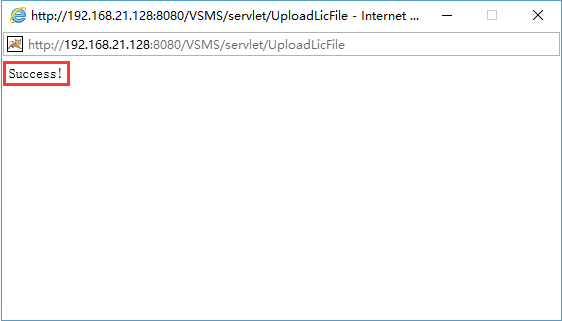 http://192.168.21.128:8080/VSMS/servlet/UploadLicFile - Internet ...
http://192.168.21.128:8080/VSMS/servlet/UploadLicFile
Success!